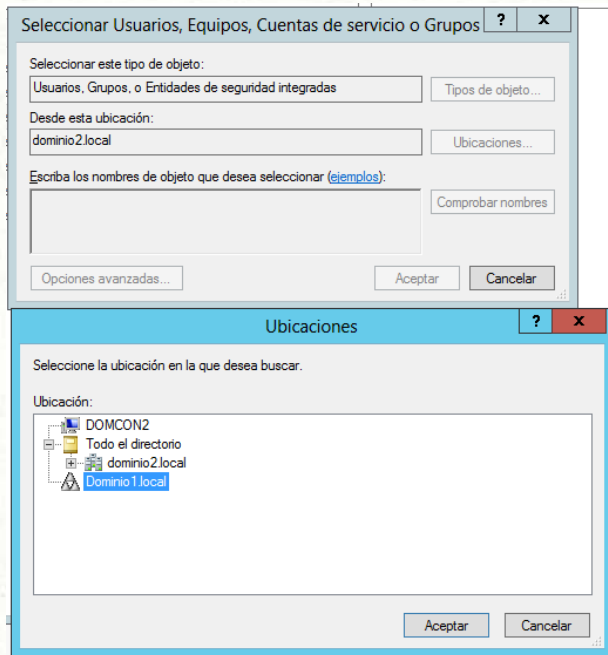 Seleccionar Usuarios, Equipos, Cuentas de servicio o Grupos ? x
Seleccionar este tipo de objeto:
Usuarios, Grupos, o Entidades de seguridad integradas
Tipos de objeto...
Desde esta ubicación:
dominio2.local
Ubicaciones...
Escriba los nombres de objeto que desea seleccionar (ejemplos):
Comprobar nombres
Opciones avanzadas... Aceptar Cancelar
Ubicaciones ? x
Seleccione la ubicación en la que desea buscar.
Ubicación:
DOMCON2
Todo el directorio
dominio2.local
Dominio1.local
Aceptar Cancelar